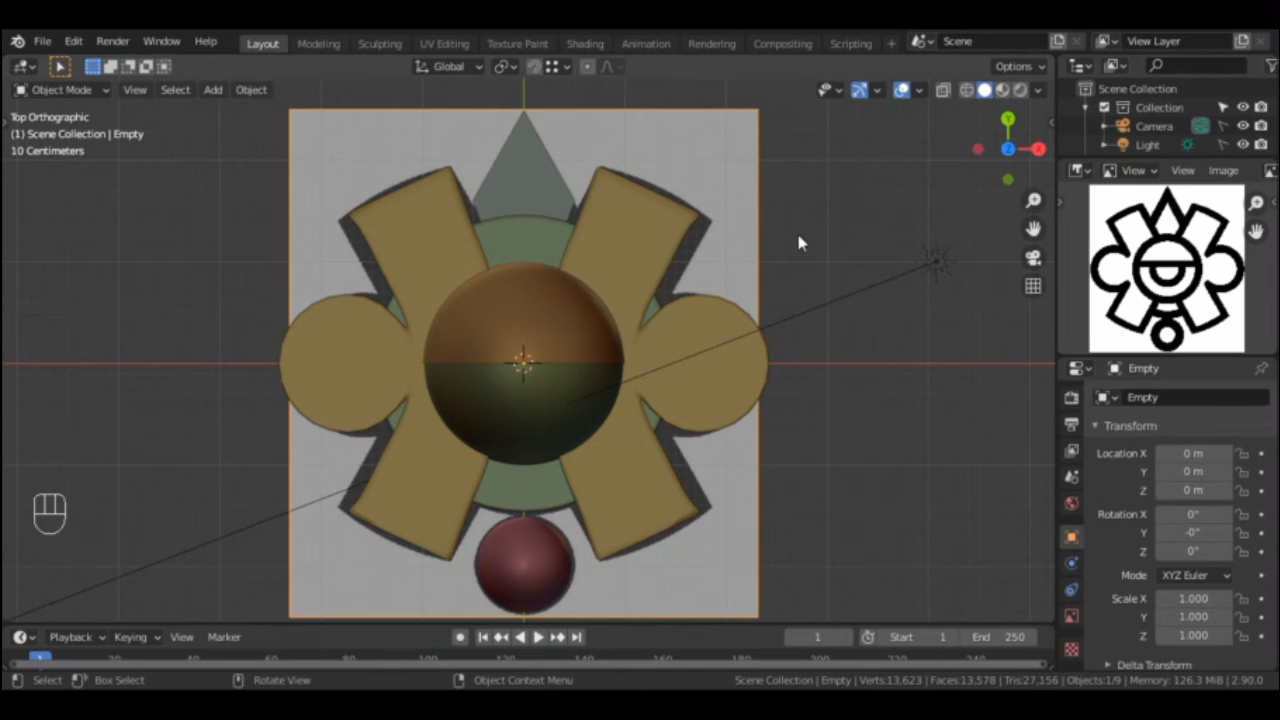 File Edit Render Window Help Layout Modeling Sculpting UV Editing Texture Paint Shading Animation Rendering Compositing Scripting + Scene View Layer
Global Options
Object Mode View Select Add Object
Scene Collection
Collection
Camera
Light
Top Orthographic
(1) Scene Collection | Empty
10 Centimeters
Y
Z
X
View View Image
Empty
Empty
Transform
Location X 0 m
Y 0 m
Z 0 m
Rotation X 0°
Y -0°
Z 0°
Mode XYZ Euler
Scale X 1.000
Y 1.000
Z 1.000
Delta Transform
Playback Keying View Marker 1 Start 1 End 250
1
Select Box Select Rotate View Object Context Menu Scene Collection | Empty | Verts:13,623 | Faces:13,578 | Tris:27,156 | Objects:1/9 | Memory: 126.3 MiB | 2.90.0